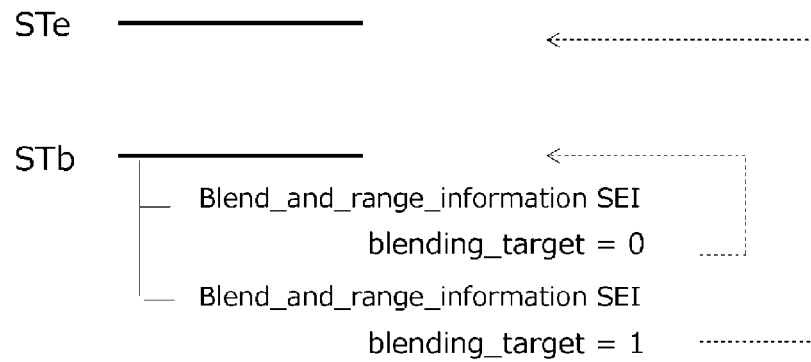 STe
STb
Blend_and_range_information SEI
blending_target = 0
Blend_and_range_information SEI
blending_target = 1